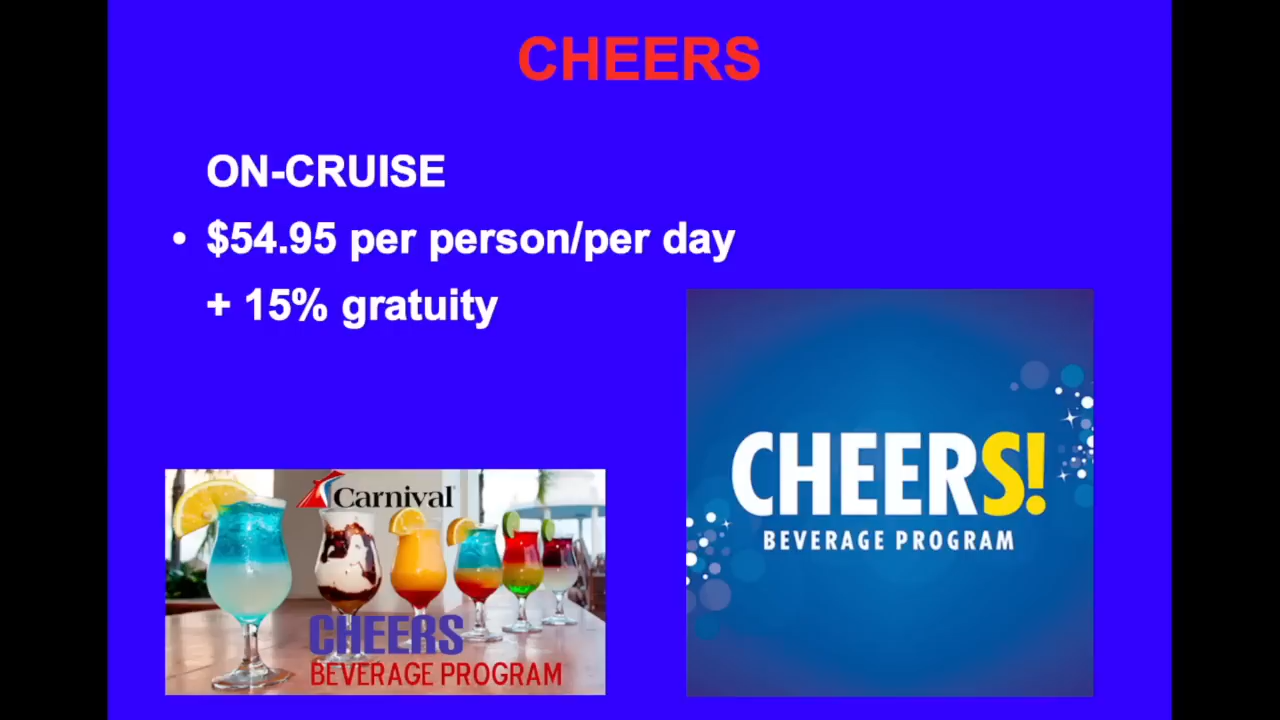 CHEERS
ON-CRUISE
• $54.95 per person/per day
+ 15% gratuity
Carnival
CHEERS
BEVERAGE PROGRAM
CHEERS!
BEVERAGE PROGRAM